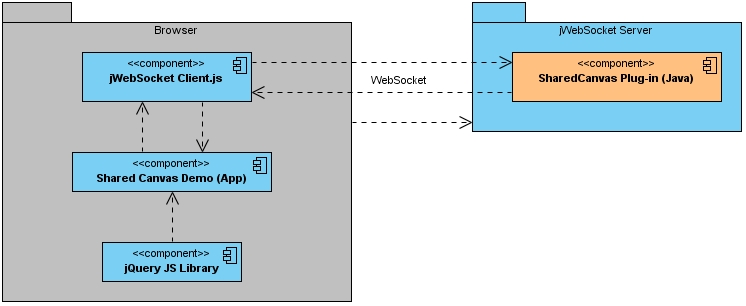 Browser
jWebSocket Server
<<component>>
jWebSocket Client.js
WebSocket
<<component>>
SharedCanvas Plug-in (Java)
<<component>>
Shared Canvas Demo (App)
<<component>>
jQuery JS Library